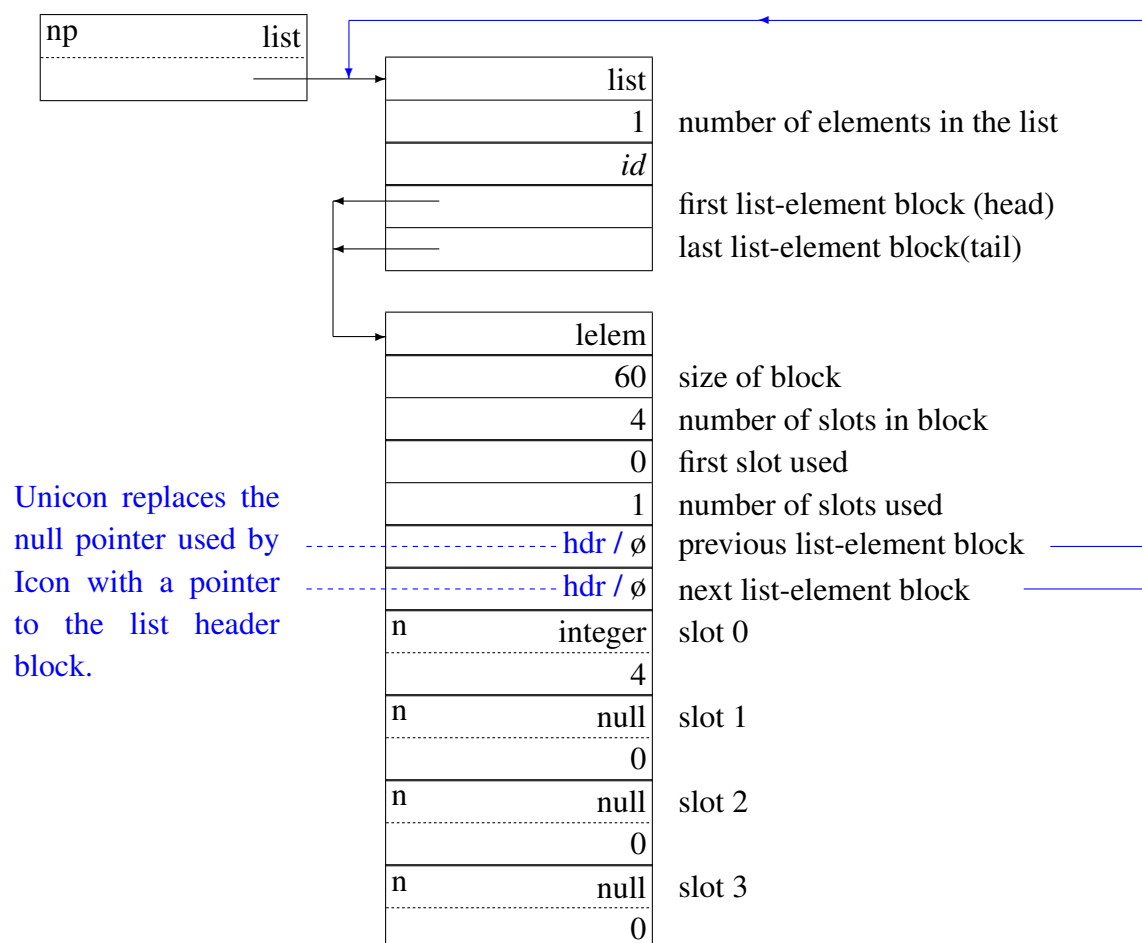 np list
list
1 number of elements in the list
id
first list-element block (head)
last list-element block(tail)
lelem
60 size of block
4 number of slots in block
0 first slot used
1 number of slots used
hdr / ø previous list-element block
hdr / ø next list-element block
Unicon replaces the
null pointer used by
Icon with a pointer
to the list header
block.
n integer slot 0
4
n null slot 1
0
n null slot 2
0
n null slot 3
0